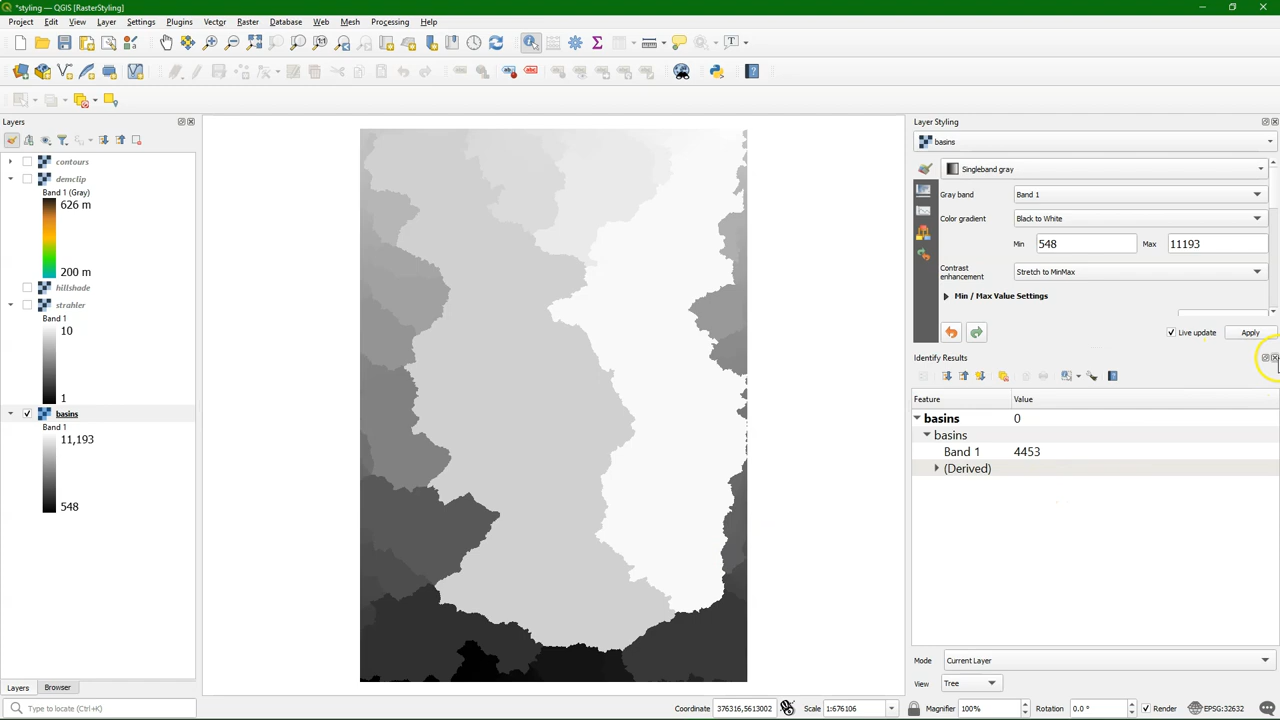 *styling — QGIS [RasterStyling]
Project Edit View Layer Settings Plugins Vector Raster Database Web Mesh Processing Help
Layers
contours
demclip
Band 1 (Gray)
626 m
200 m
hillshade
strahler
Band 1
10
1
basins
Band 1
11,193
548
Layers Browser
Layer Styling
basins
Singleband gray
Gray band Band 1
Color gradient Black to White
Min 548 Max 11193
Contrast
enhancement Stretch to MinMax
Min / Max Value Settings
Live update Apply
Identify Results
Feature Value
basins 0
basins
Band 1 4453
(Derived)
Mode Current Layer
View Tree
Type to locate (Ctrl+K) Coordinate 376316,5613002 Scale 1:676106 Magnifier 100% Rotation 0.0 ° Render EPSG:32632